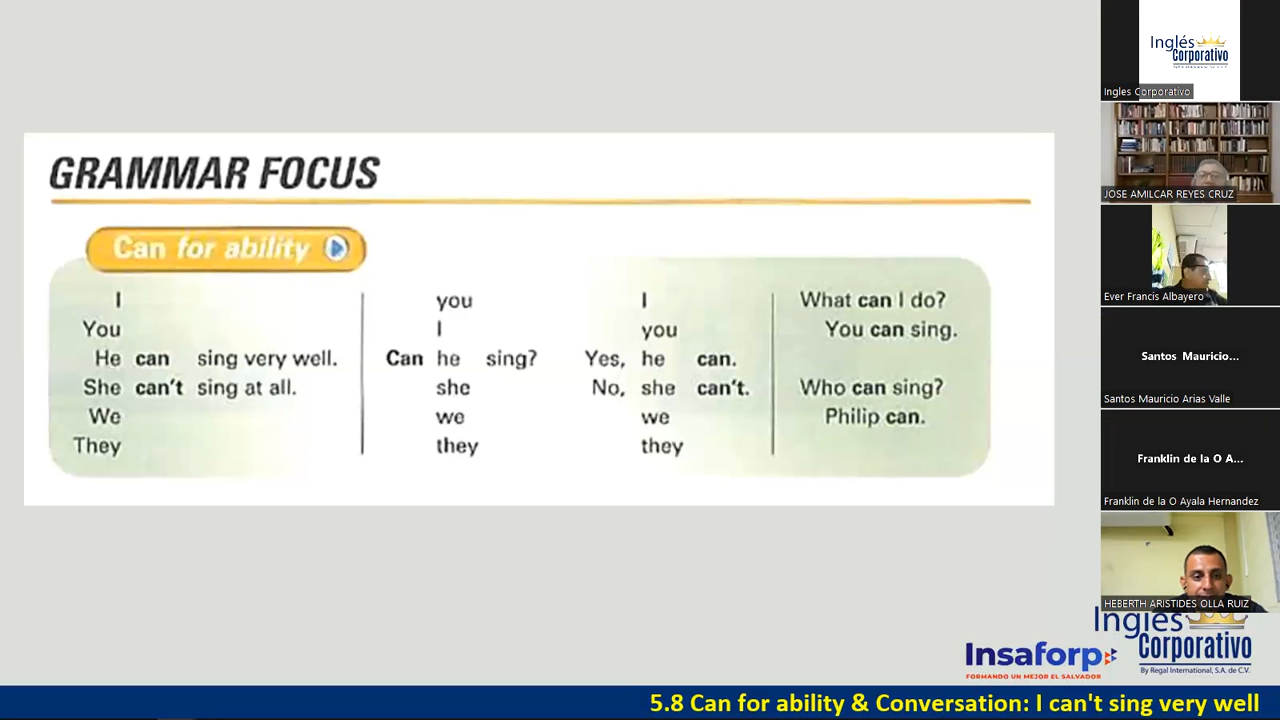 GRAMMAR FOCUS
Can for ability
I
You
He can sing very well.
She can't sing at all.
We
They
you
I
Can he sing?
she
we
they
I
you
Yes, he can.
No, she can't.
we
they
What can I do?
You can sing.
Who can sing?
Philip can.
Inglés
Corporativo
Ingles Corporativo
JOSE AMILCAR REYES CRUZ
Ever Francis Albayero
Santos Mauricio...
Santos Mauricio Arias Valle
Franklin de la O A...
Franklin de la O Ayala Hernandez
HEBERTH ARISTIDES OLLA RUIZ
Inglés
Corporativo
By Regal International, S.A. de C.V.
Insaforp
FORMANDO UN MEJOR EL SALVADOR
5.8 Can for ability & Conversation: I can't sing very well